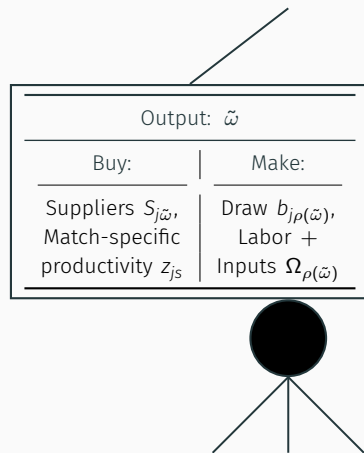 Output: ω̃
Buy: Make:
Suppliers S_{jω̃}, Draw b_{jρ(ω̃)},
Match-specific Labor +
productivity z_{js} Inputs Ω_{ρ(ω̃)}